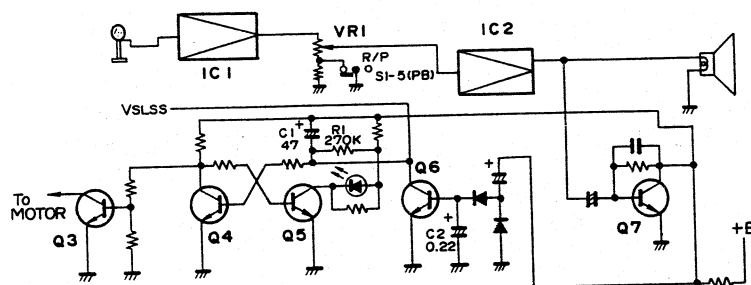 VR1
IC2
IC1
R/P
S1-5(PB)
VSLSS
C1
47
R1
270K
Q6
To
MOTOR
Q3
Q4
Q5
C2
0.22
Q7
+B